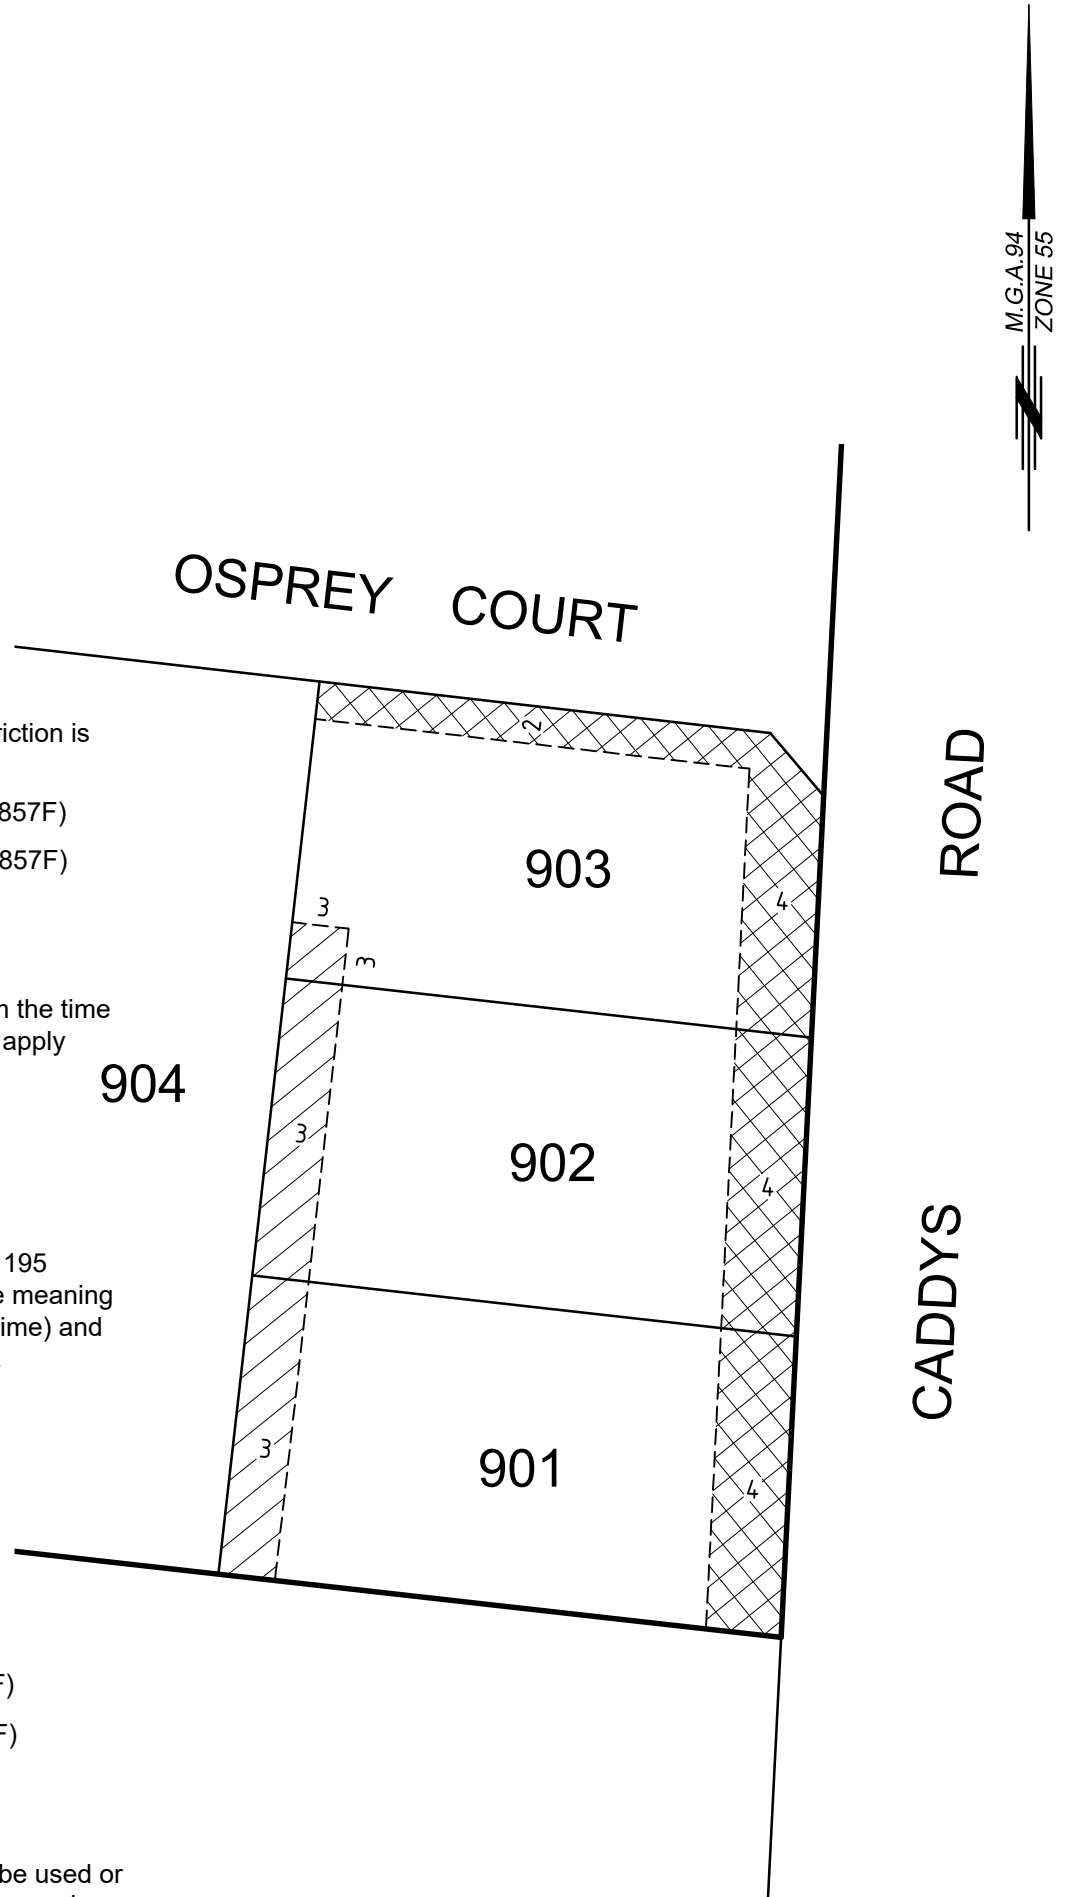 M.G.A.94
ZONE 55
OSPREY COURT
riction is
2
ROAD
857F)
857F)
903
4
3
3
n the time
apply
904
3
902
4
195
e meaning
ime) and
CADDYS
3
901
4
F)
F)
be used or